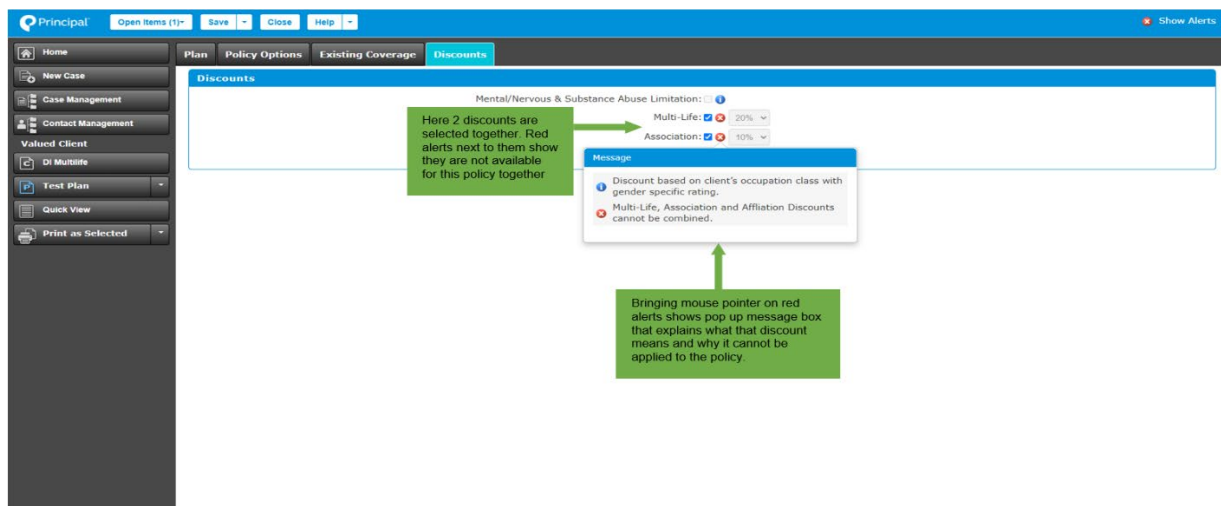 Principal
Open Items (1)
Save
Close
Help
Show Alerts
Home
New Case
Case Management
Contact Management
Valued Client
DI Multilife
Test Plan
Quick View
Print as Selected
Plan
Policy Options
Existing Coverage
Discounts
Discounts
Mental/Nervous & Substance Abuse Limitation:
Multi-Life:
20%
Association:
10%
Here 2 discounts are
selected together. Red
alerts next to them show
they are not available
for this policy together
Message
Discount based on client's occupation class with
gender specific rating.
Multi-Life, Association and Affliation Discounts
cannot be combined.
Bringing mouse pointer on red
alerts shows pop up message box
that explains what that discount
means and why it cannot be
applied to the policy.